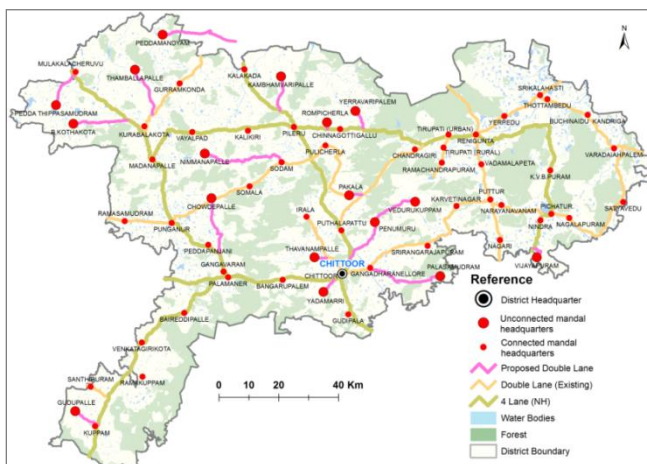 N
PEDDAMANDYAM
MULAKALACHERUVU
THAMBALLAPALLE
KALAKADA
KAMBHAMVARIPALLE
GURRAMKONDA
PEDDA THIPPASAMUDRAM
B.KOTHAKOTA
KURABALAKOTA
VAYALPAD
KALIKIRI
PILERU
ROMPICHERLA
YERRAVARIPALEM
CHINNAGOTTIGALLU
SRIKALAHASTI
THOTTAMBEDU
YERPEDU
BUCHINAIDU
KANDRIGA
TIRUPATI (URBAN)
RENIGUNTA
VARADAIAHPALEM
MADANAPALLE
NIMMANAPALLE
PULICHERLA
SODAM
CHANDRAGIRI
TIRUPATI (RURAL)
RAMACHANDRAPURAM
VADAMALAPETA
K.V.B.PURAM
SOMALA
CHOWDEPALLE
PAKALA
PUTTUR
KARVETINAGAR
NARAYANAVANAM
PICHATUR
SATYAVEDU
RAMASAMUDRAM
PUNGANUR
IRALA
PUTHALAPATTU
VEDURUKUPPAM
PENUMURU
NINDRA
NAGALAPURAM
PEDDAPANJANI
THAVANAMPALLE
SRIRANGARAJAPURAM
NAGARI
GANGAVARAM
CHITTOOR
CHITTOOR
GANGADHARANELLORE
PALASAMUDRAM
VIJAYAPURAM
PALAMANER
BANGARUPALEM
YADAMARRI
GUDIPALA
BAIREDDIPALLE
VENKATAGIRIKOTA
SANTHIPURAM
RAMAKUPPAM
GUDUPALLE
KUPPAM
0 10 20 40 Km
Reference
District Headquarter
Unconnected mandal
headquarters
Connected mandal
headquarters
Proposed Double Lane
Double Lane (Existing)
4 Lane (NH)
Water Bodies
Forest
District Boundary